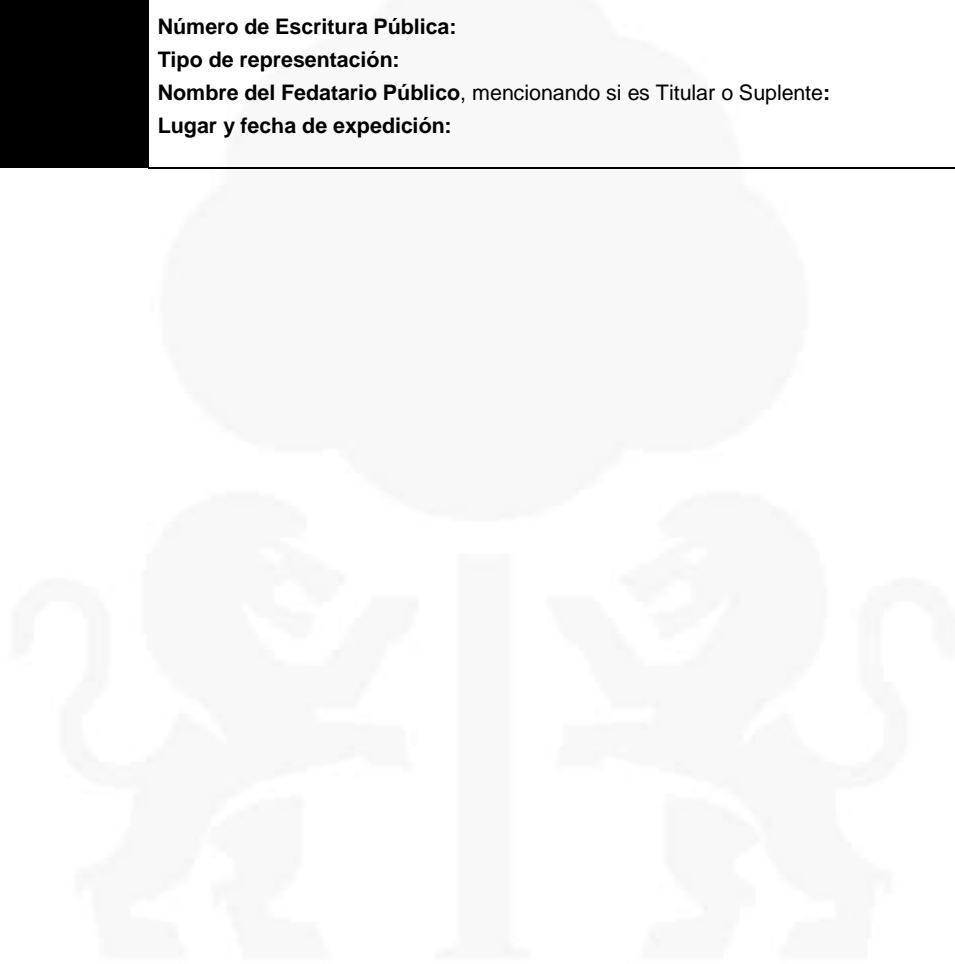 Número de Escritura Pública:
Tipo de representación:
Nombre del Fedatario Público, mencionando si es Titular o Suplente:
Lugar y fecha de expedición: